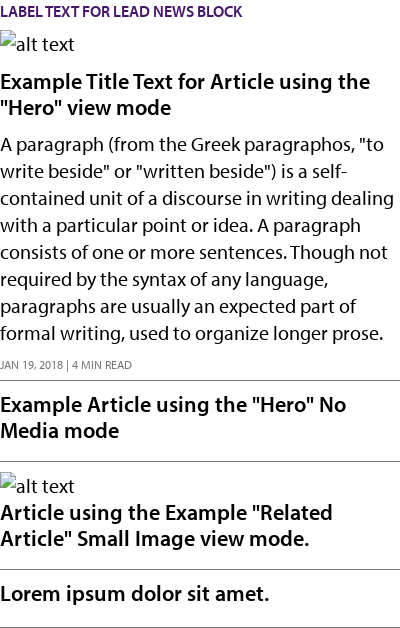 LABEL TEXT FOR LEAD NEWS BLOCK
alt text
Example Title Text for Article using the
"Hero" view mode
A paragraph (from the Greek paragraphos, "to
write beside" or "written beside") is a self-
contained unit of a discourse in writing dealing
with a particular point or idea. A paragraph
consists of one or more sentences. Though not
required by the syntax of any language,
paragraphs are usually an expected part of
formal writing, used to organize longer prose.
JAN 19, 2018 | 4 MIN READ
Example Article using the "Hero" No
Media mode
alt text
Article using the Example "Related
Article" Small Image view mode.
Lorem ipsum dolor sit amet.